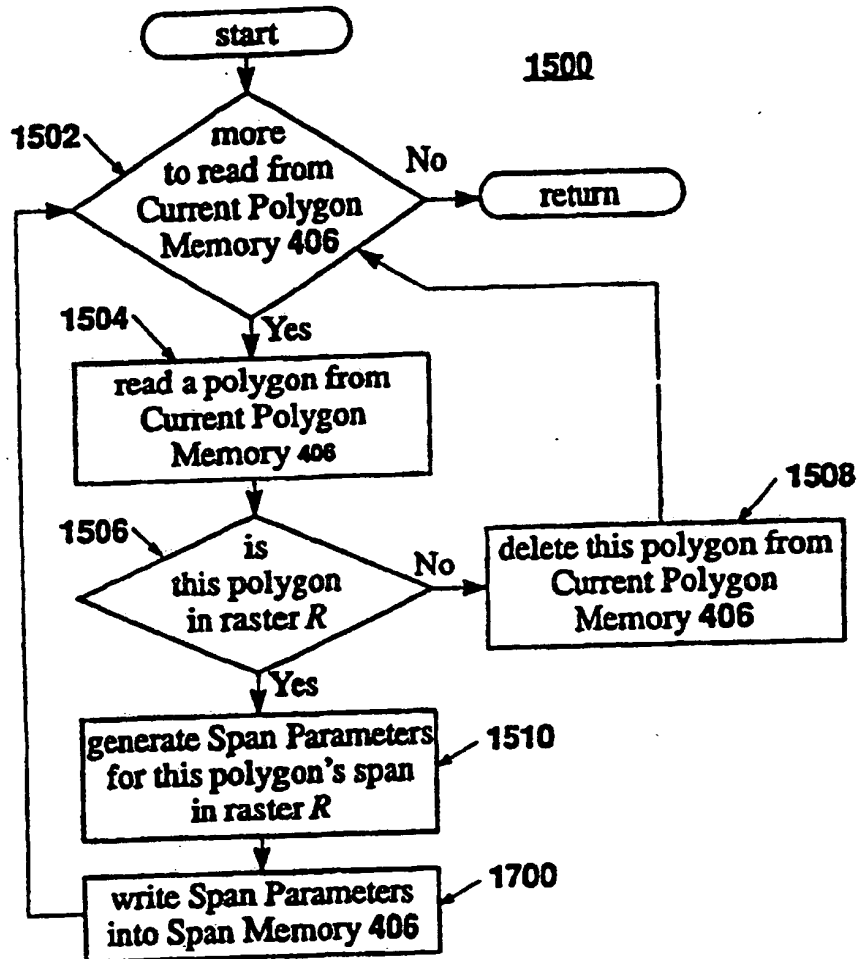 start
1500
1502
more
to read from
Current Polygon
Memory 406
No
return
1504
Yes
read a polygon from
Current Polygon
Memory 406
1506
is
this polygon
in raster R
No
1508
delete this polygon from
Current Polygon
Memory 406
Yes
generate Span Parameters
for this polygon's span
in raster R
1510
write Span Parameters
into Span Memory 406
1700